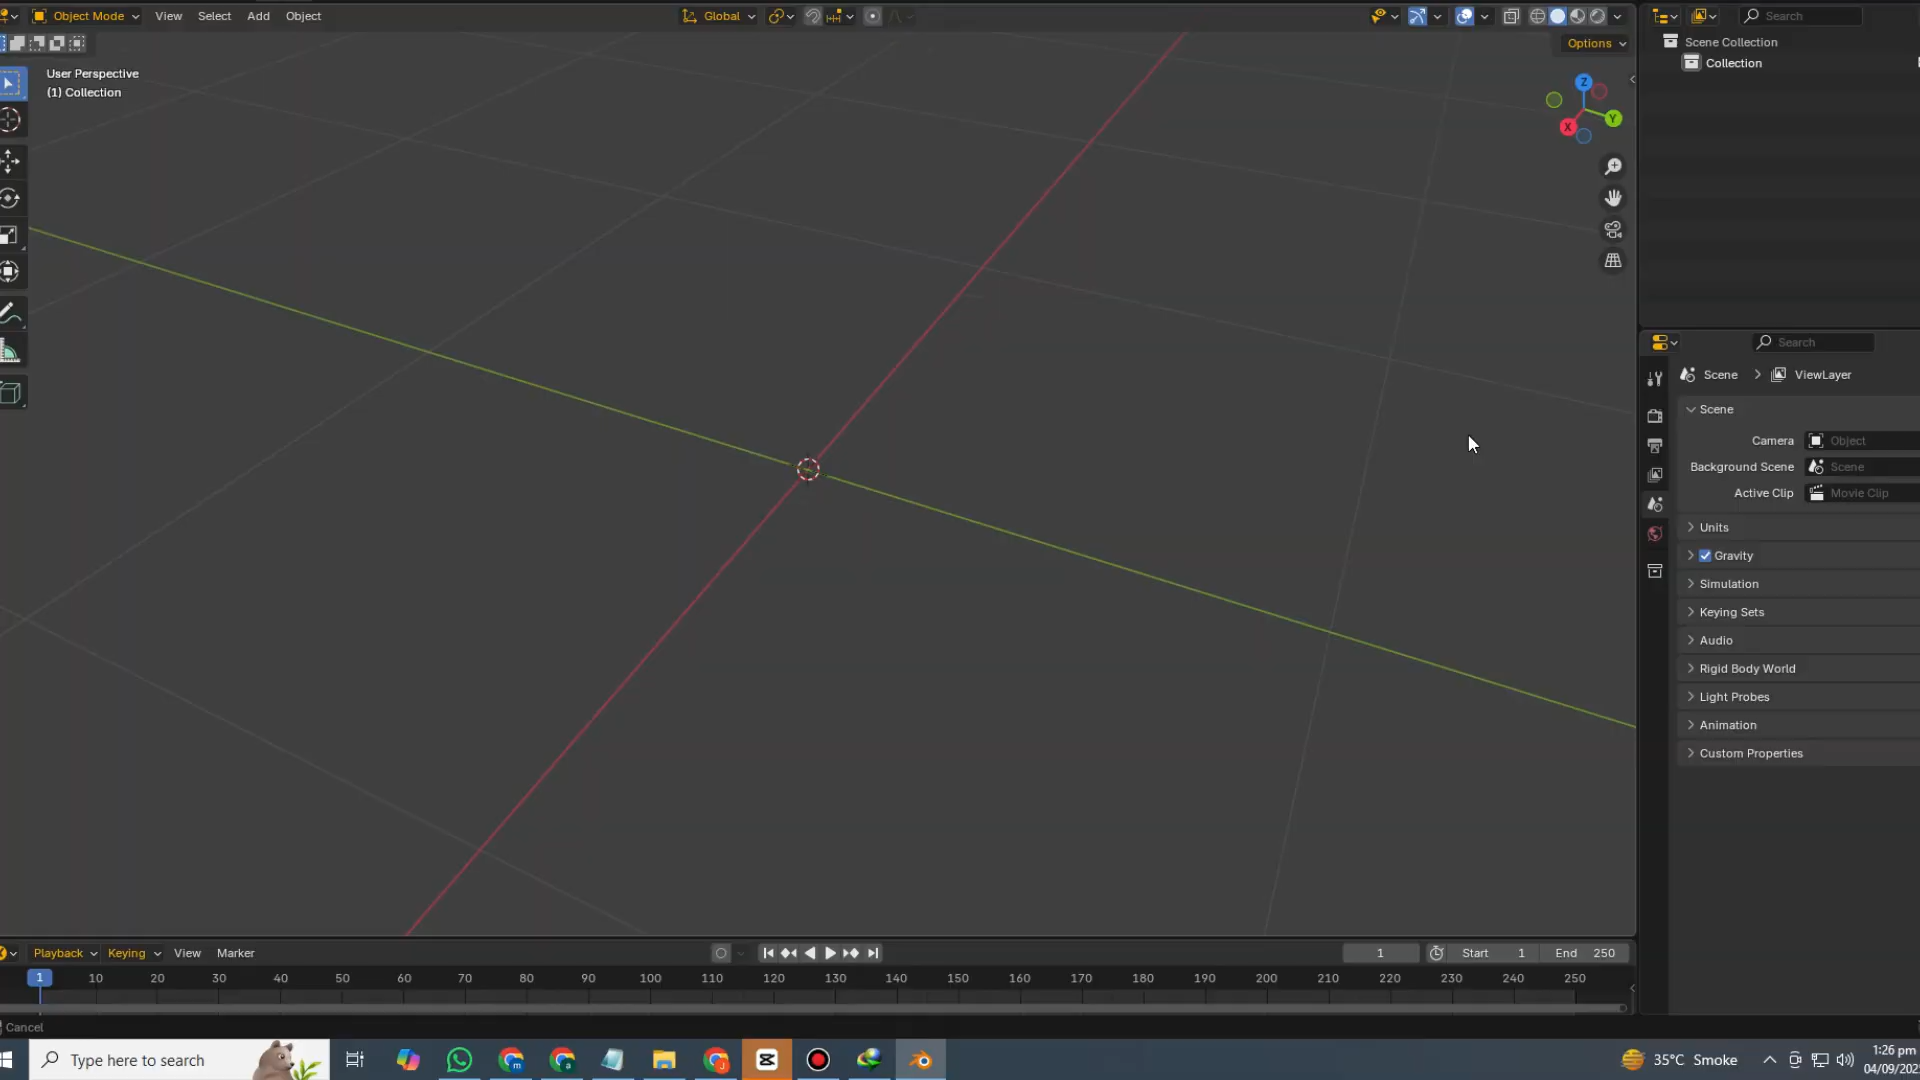 Object Mode View Select Add Object Global Search
Options
User Perspective
(1) Collection
Scene Collection
Collection
Z
Y
X
Search
Scene ViewLayer
Scene
Camera Object
Background Scene Scene
Active Clip Movie Clip
Units
Gravity
Simulation
Keying Sets
Audio
Rigid Body World
Light Probes
Animation
Custom Properties
Playback Keying View Marker 1 Start 1 End 250
1 10 20 30 40 50 60 70 80 90 100 110 120 130 140 150 160 170 180 190 200 210 220 230 240 250
Cancel
Type here to search 35°C Smoke 1:26 pm
04/09/202